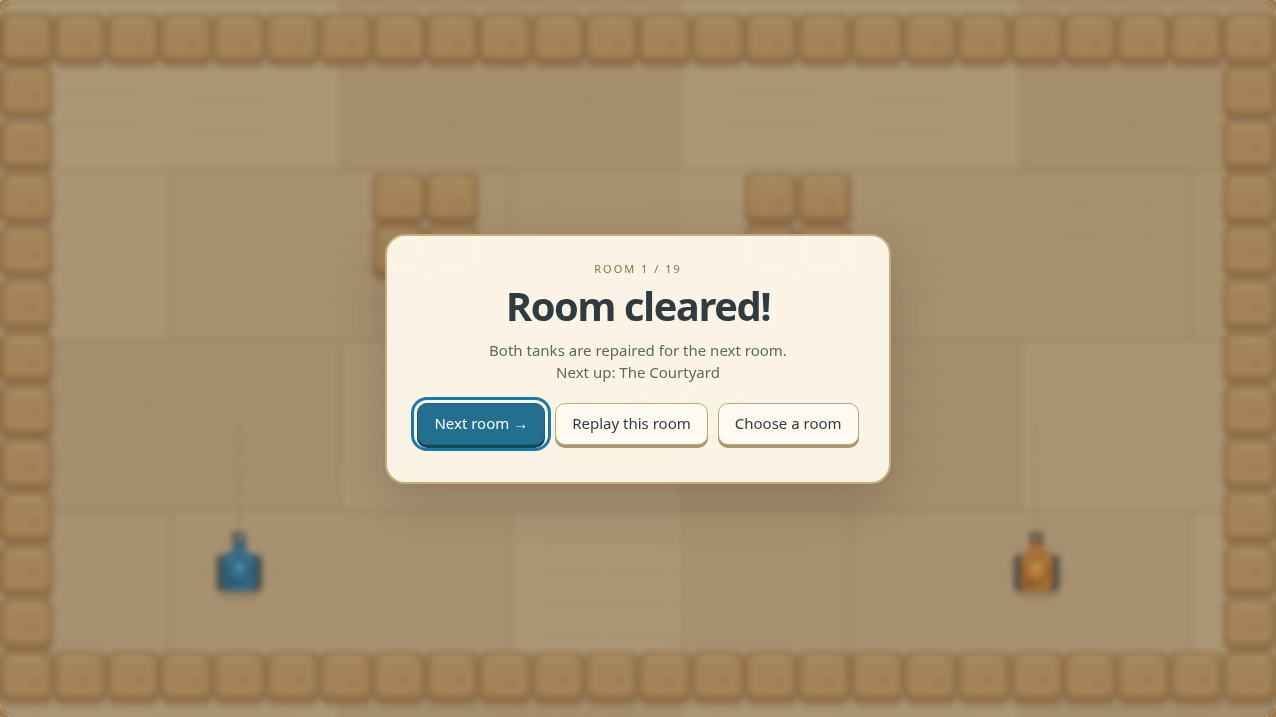 ROOM 1 / 19
Room cleared!
Both tanks are repaired for the next room.
Next up: The Courtyard
Next room →
Replay this room
Choose a room